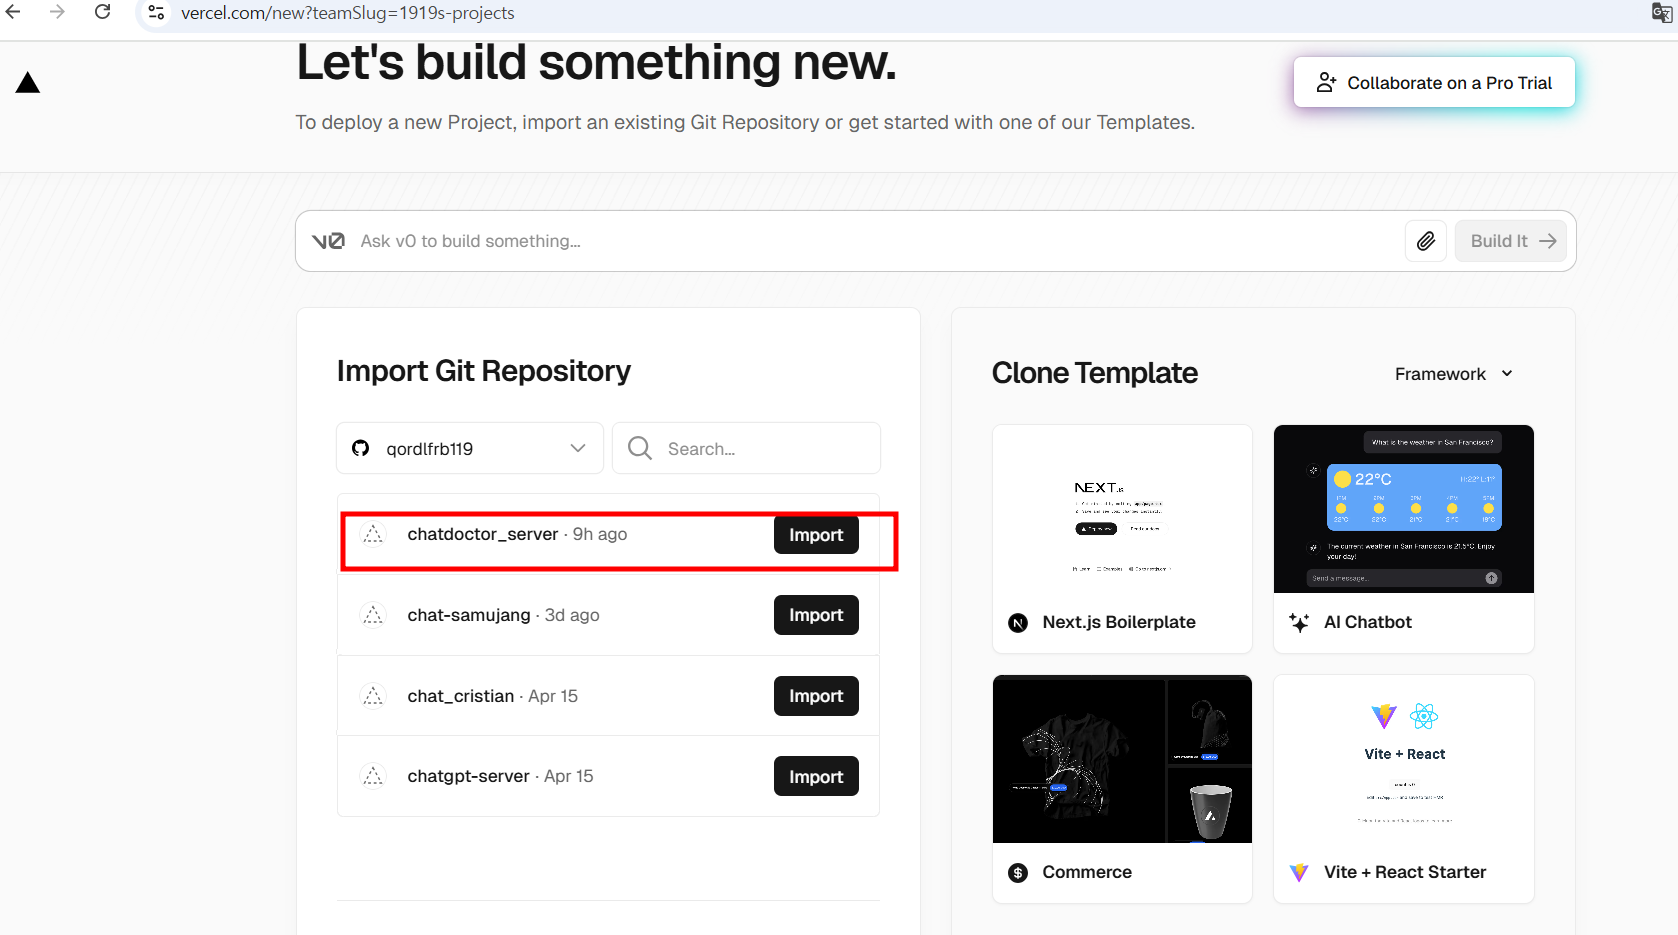 vercel.com/new?teamSlug=1919s-projects
Let's build something new.
Collaborate on a Pro Trial
To deploy a new Project, import an existing Git Repository or get started with one of our Templates.
v0 Ask v0 to build something...
Build It
Import Git Repository
qordlfrb119
Search...
chatdoctor_server · 9h ago Import
chat-samujang · 3d ago Import
chat_cristian · Apr 15 Import
chatgpt-server · Apr 15 Import
Clone Template
Framework
NEXT.js
Next.js Boilerplate
What is the weather in San Francisco?
22°C
The current weather in San Francisco is 21.5°C. Enjoy
your day!
Send a message...
AI Chatbot
Commerce
Vite + React
Vite + React Starter